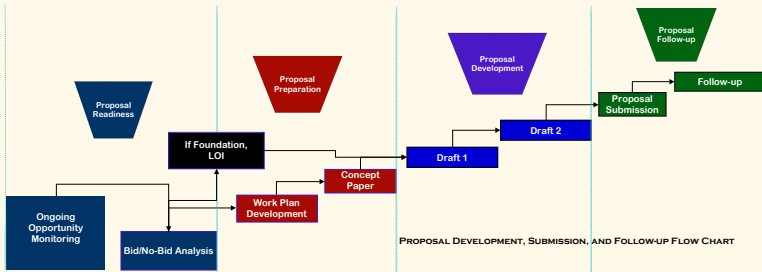 Proposal
Readiness
Proposal
Preparation
Proposal
Development
Proposal
Follow-up
Ongoing
Opportunity
Monitoring
Bid/No-Bid Analysis
If Foundation,
LOI
Work Plan
Development
Concept
Paper
Draft 1
Draft 2
Proposal
Submission
Follow-up
PROPOSAL DEVELOPMENT, SUBMISSION, AND FOLLOW-UP FLOW CHART